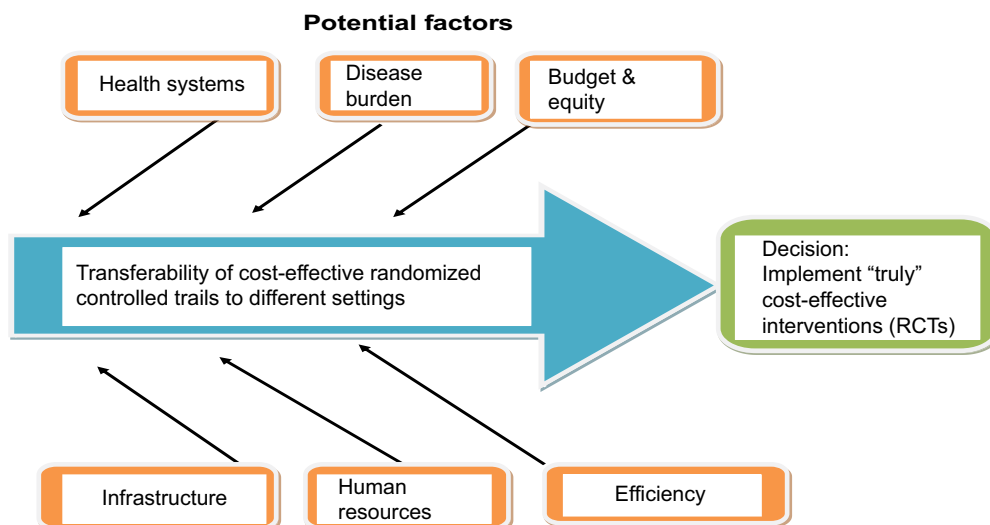 Potential factors
Health systems
Disease
burden
Budget &
equity
Transferability of cost-effective randomized
controlled trails to different settings
Decision:
Implement “truly”
cost-effective
interventions (RCTs)
Infrastructure
Human
resources
Efficiency